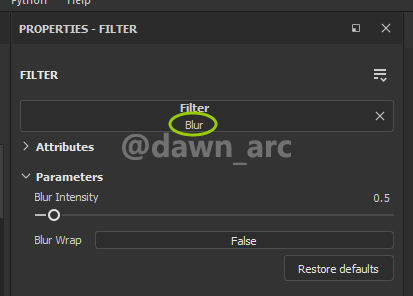 Python Help
PROPERTIES - FILTER
FILTER
Filter
Blur
Attributes
@dawn_arc
Parameters
Blur Intensity
0.5
Blur Wrap
False
Restore defaults